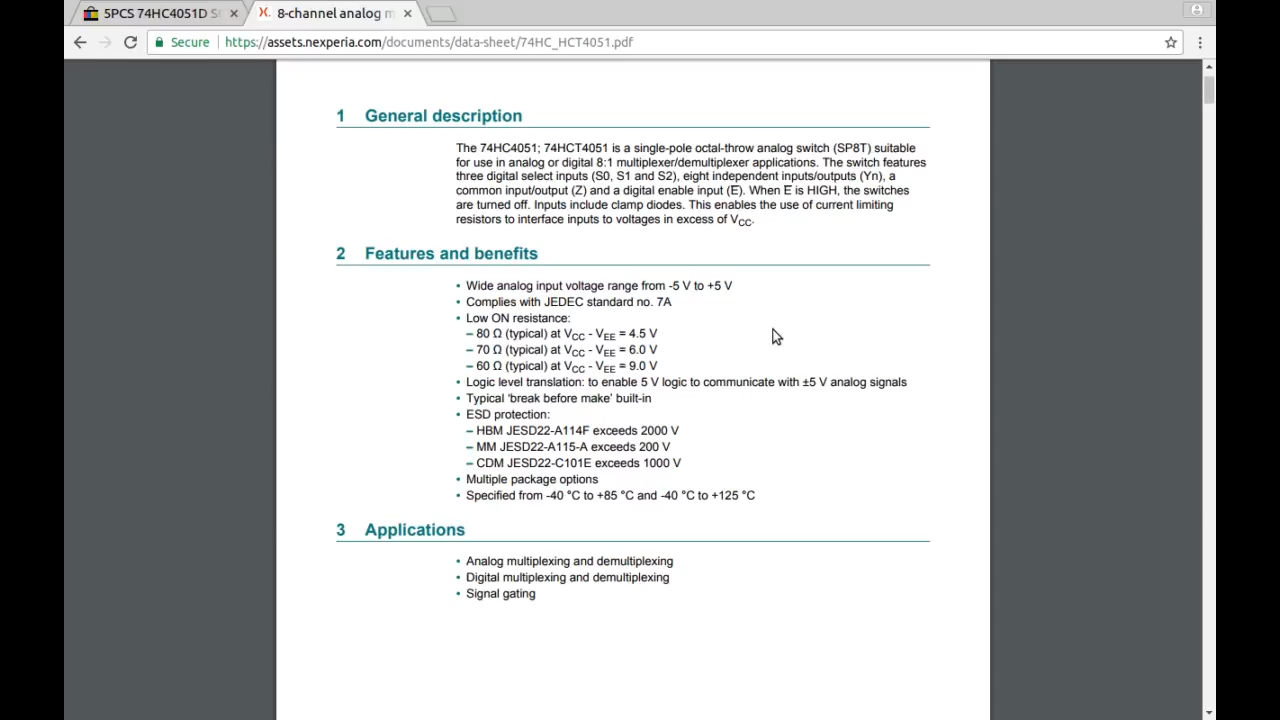 5PCS 74HC4051D S
8-channel analog m
Secure
https://assets.nexperia.com/documents/data-sheet/74HC_HCT4051.pdf
1 General description
The 74HC4051; 74HCT4051 is a single-pole octal-throw analog switch (SP8T) suitable
for use in analog or digital 8:1 multiplexer/demultiplexer applications. The switch features
three digital select inputs (S0, S1 and S2), eight independent inputs/outputs (Yn), a
common input/output (Z) and a digital enable input (E). When E is HIGH, the switches
are turned off. Inputs include clamp diodes. This enables the use of current limiting
resistors to interface inputs to voltages in excess of VCC.
2 Features and benefits
• Wide analog input voltage range from -5 V to +5 V
• Complies with JEDEC standard no. 7A
• Low ON resistance:
– 80 Ω (typical) at VCC - VEE = 4.5 V
– 70 Ω (typical) at VCC - VEE = 6.0 V
– 60 Ω (typical) at VCC - VEE = 9.0 V
• Logic level translation: to enable 5 V logic to communicate with ±5 V analog signals
• Typical ‘break before make’ built-in
• ESD protection:
– HBM JESD22-A114F exceeds 2000 V
– MM JESD22-A115-A exceeds 200 V
– CDM JESD22-C101E exceeds 1000 V
• Multiple package options
• Specified from -40 °C to +85 °C and -40 °C to +125 °C
3 Applications
• Analog multiplexing and demultiplexing
• Digital multiplexing and demultiplexing
• Signal gating